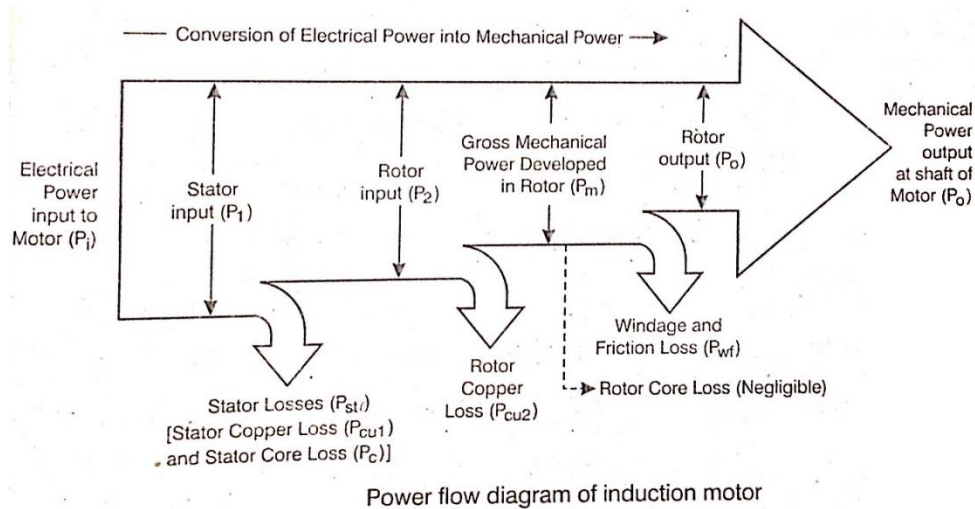 Conversion of Electrical Power into Mechanical Power
Electrical
Power
input to
Motor (Pi)
Stator
input (P1)
Rotor
input (P2)
Gross Mechanical
Power Developed
in Rotor (Pm)
Rotor
output (Po)
Mechanical
Power
output
at shaft of
Motor (Po)
Stator Losses (Pstl)
[Stator Copper Loss (Pcu1)
and Stator Core Loss (Pc)]
Rotor
Copper
Loss (Pcu2)
Windage and
Friction Loss (Pwf)
Rotor Core Loss (Negligible)
Power flow diagram of induction motor